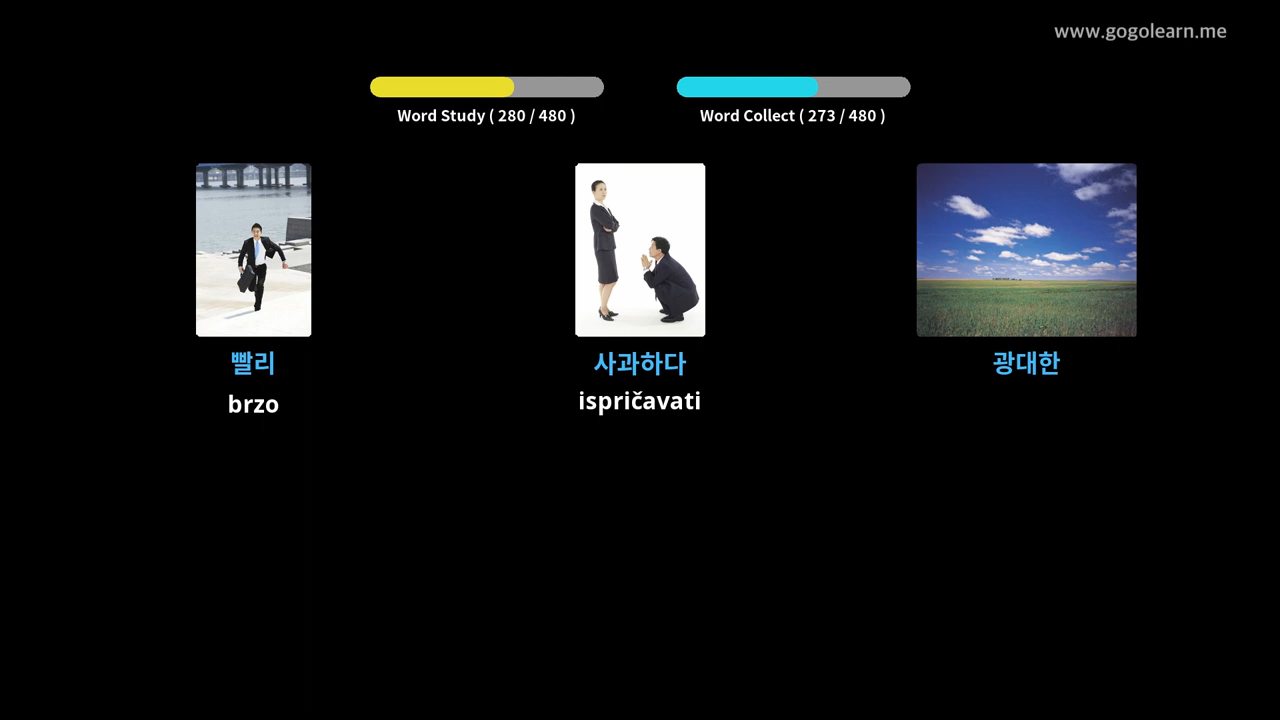 www.gogolearn.me
Word Study ( 280 / 480 )
Word Collect ( 273 / 480 )
빨리
사과하다
광대한
brzo
ispričavati